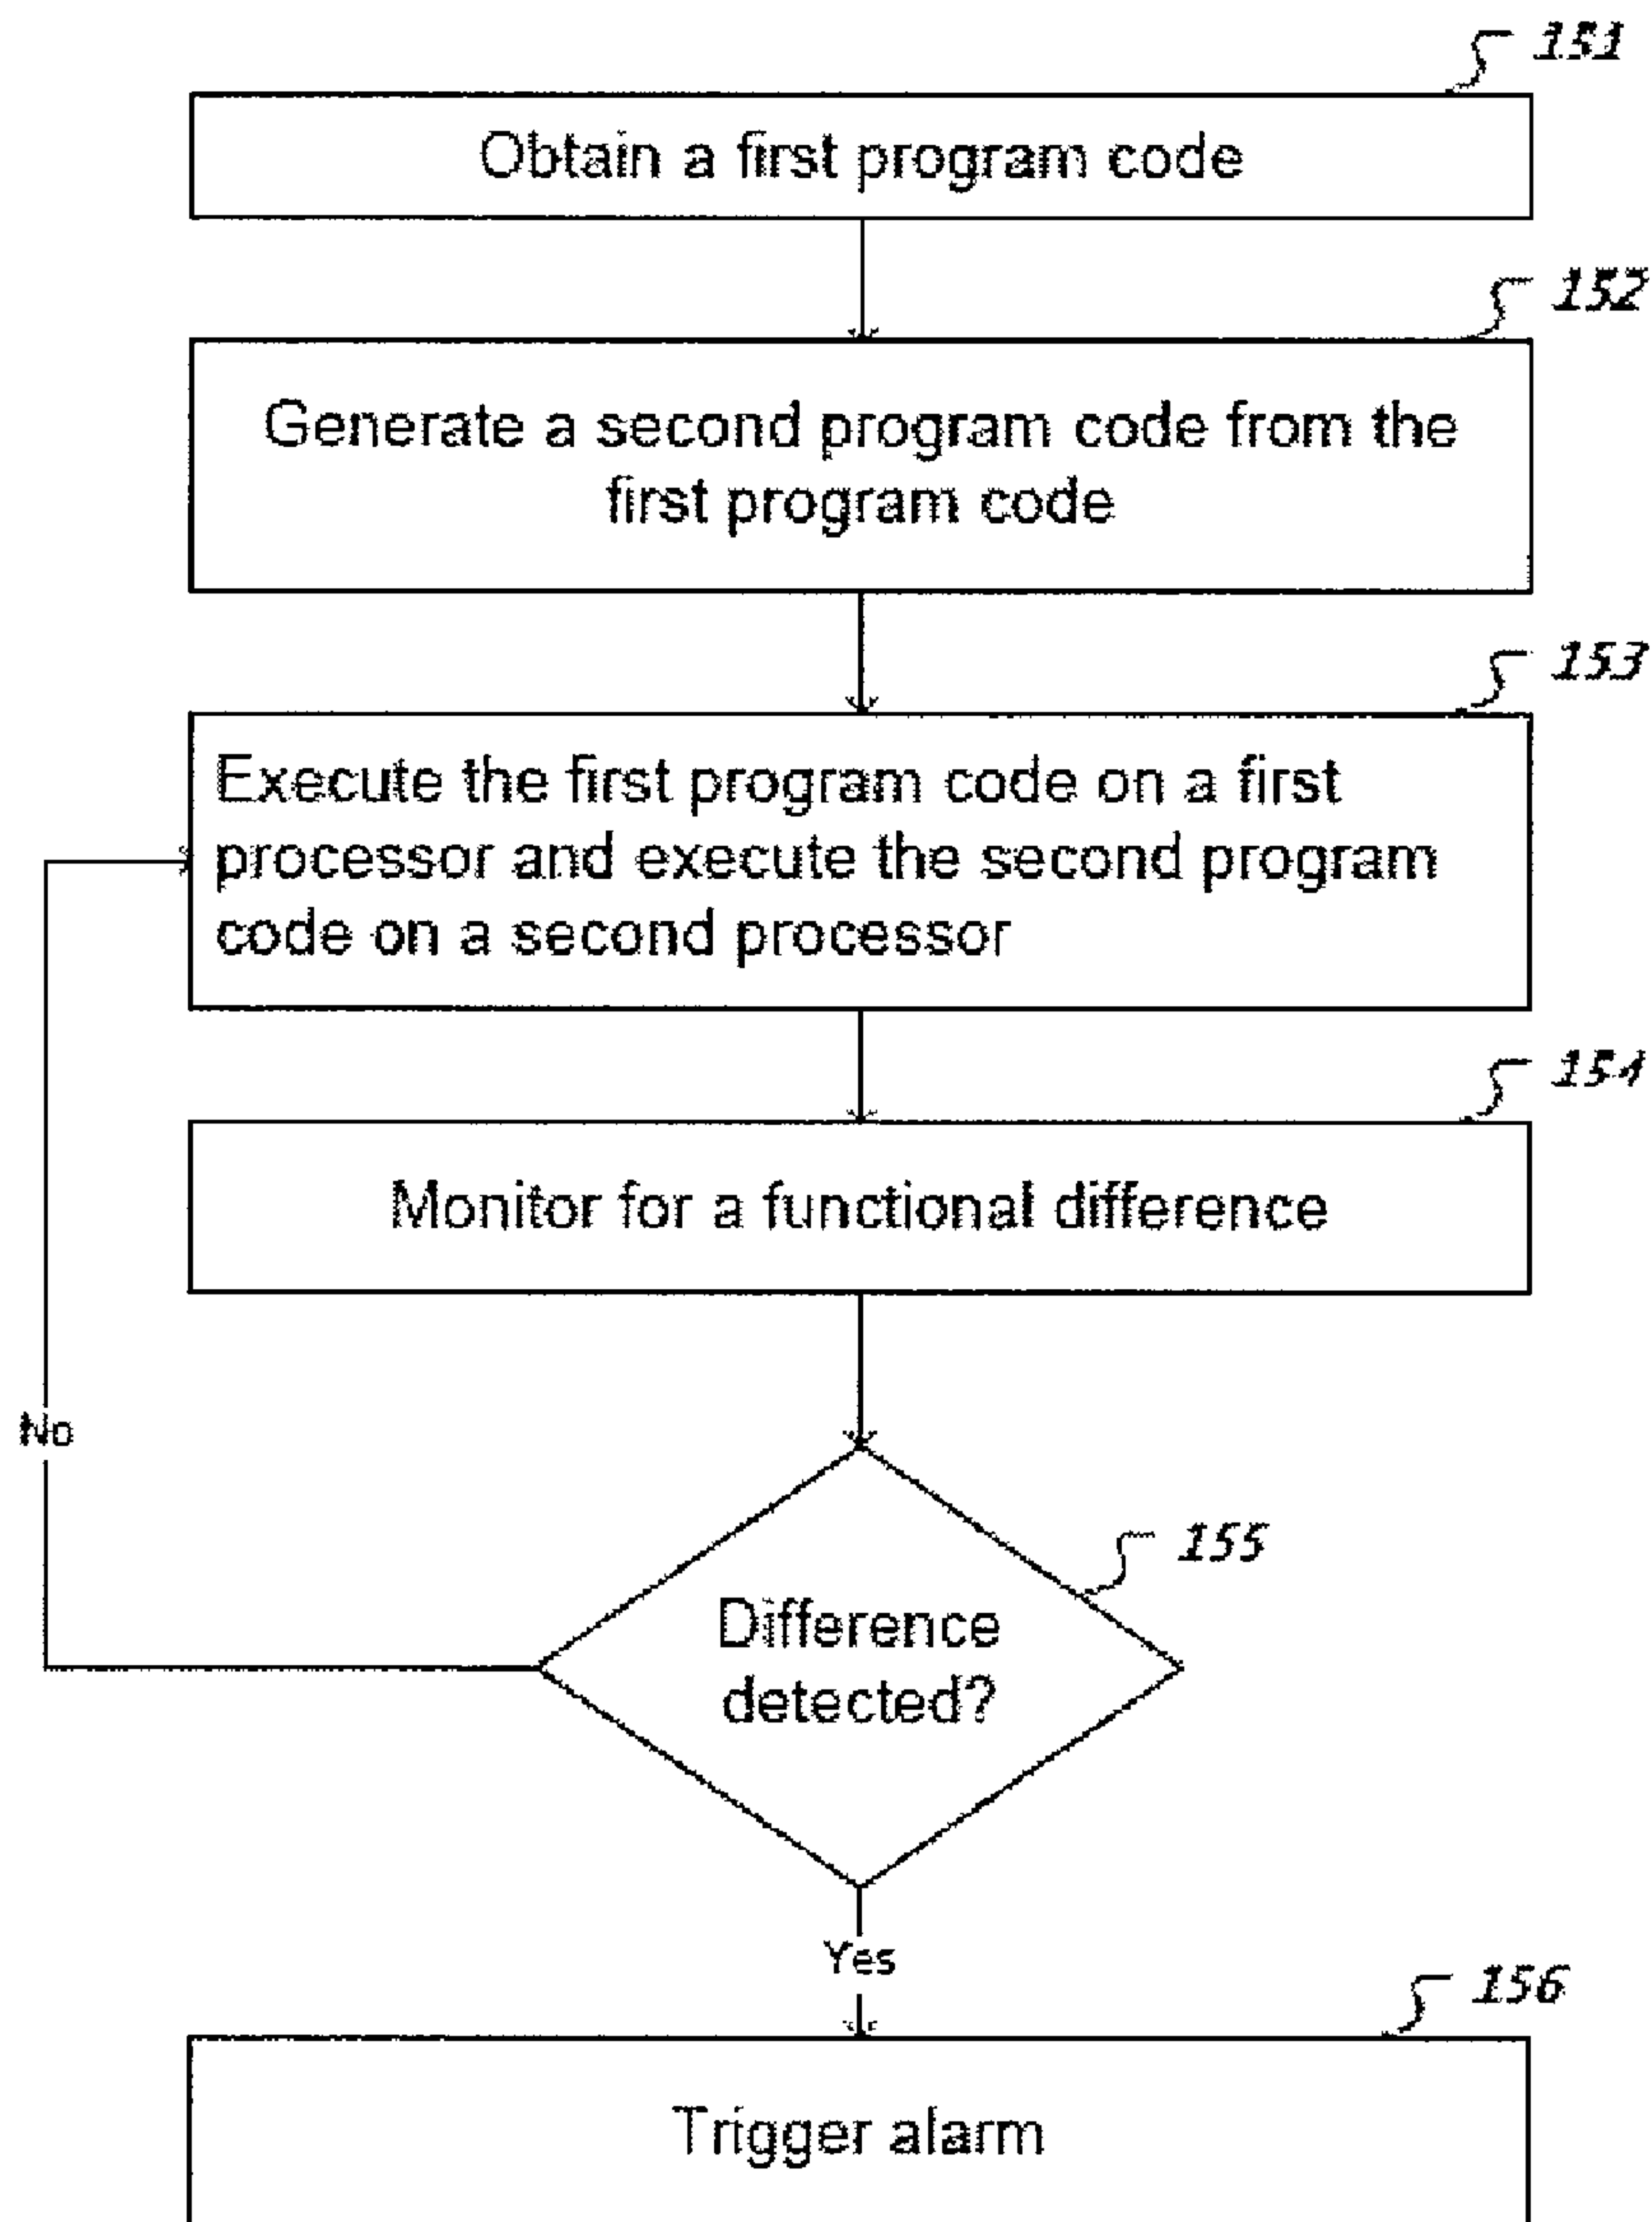 151
Obtain a first program code
152
Generate a second program code from the
first program code
153
Execute the first program code on a first
processor and execute the second program
code on a second processor
154
Monitor for a functional difference
No
155
Difference
detected?
Yes
156
Trigger alarm